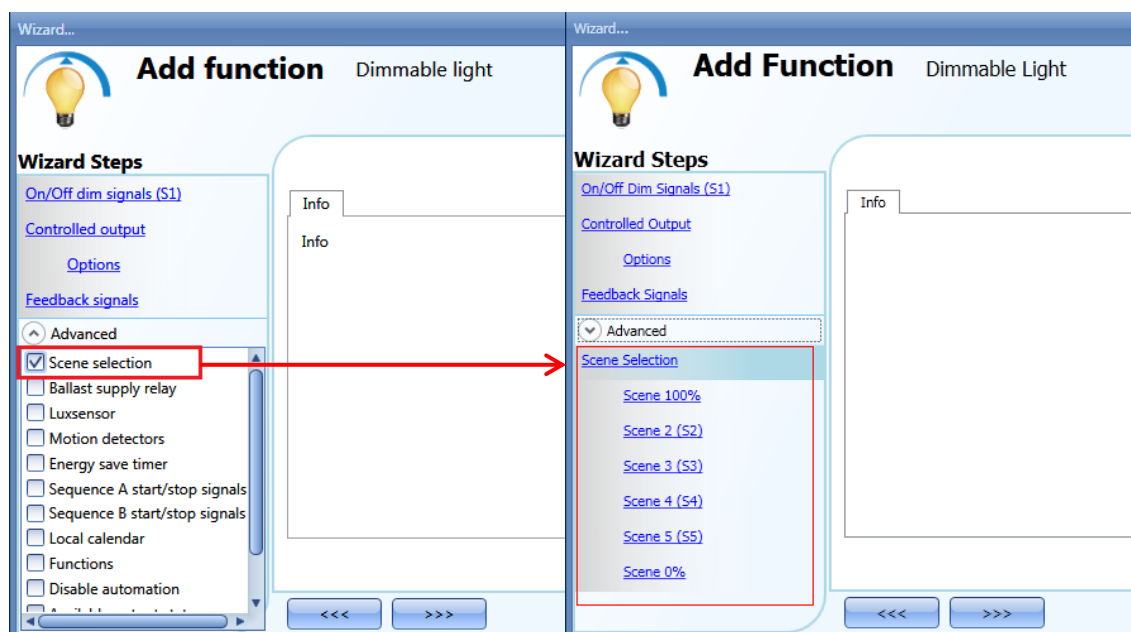 Wizard...
Add function Dimmable light
Wizard Steps
On/Off dim signals (S1)
Controlled output
Options
Feedback signals
Advanced
Scene selection
Ballast supply relay
Luxsensor
Motion detectors
Energy save timer
Sequence A start/stop signals
Sequence B start/stop signals
Local calendar
Functions
Disable automation
Info
Info
<<< >>>
Wizard...
Add Function Dimmable Light
Wizard Steps
On/Off Dim Signals (S1)
Controlled Output
Options
Feedback Signals
Advanced
Scene Selection
Scene 100%
Scene 2 (S2)
Scene 3 (S3)
Scene 4 (S4)
Scene 5 (S5)
Scene 0%
Info
<<< >>>